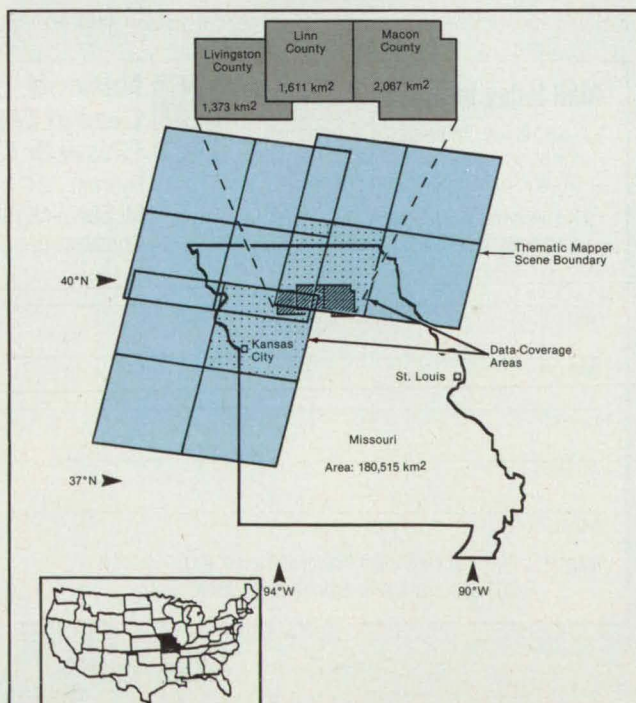 Livingston
County
1,373 km²
Linn
County
1,611 km²
Macon
County
2,067 km²
Thematic Mapper
Scene Boundary
40°N
Kansas
City
Data-Coverage
Areas
St. Louis
Missouri
Area: 180,515 km²
37°N
94°W
90°W